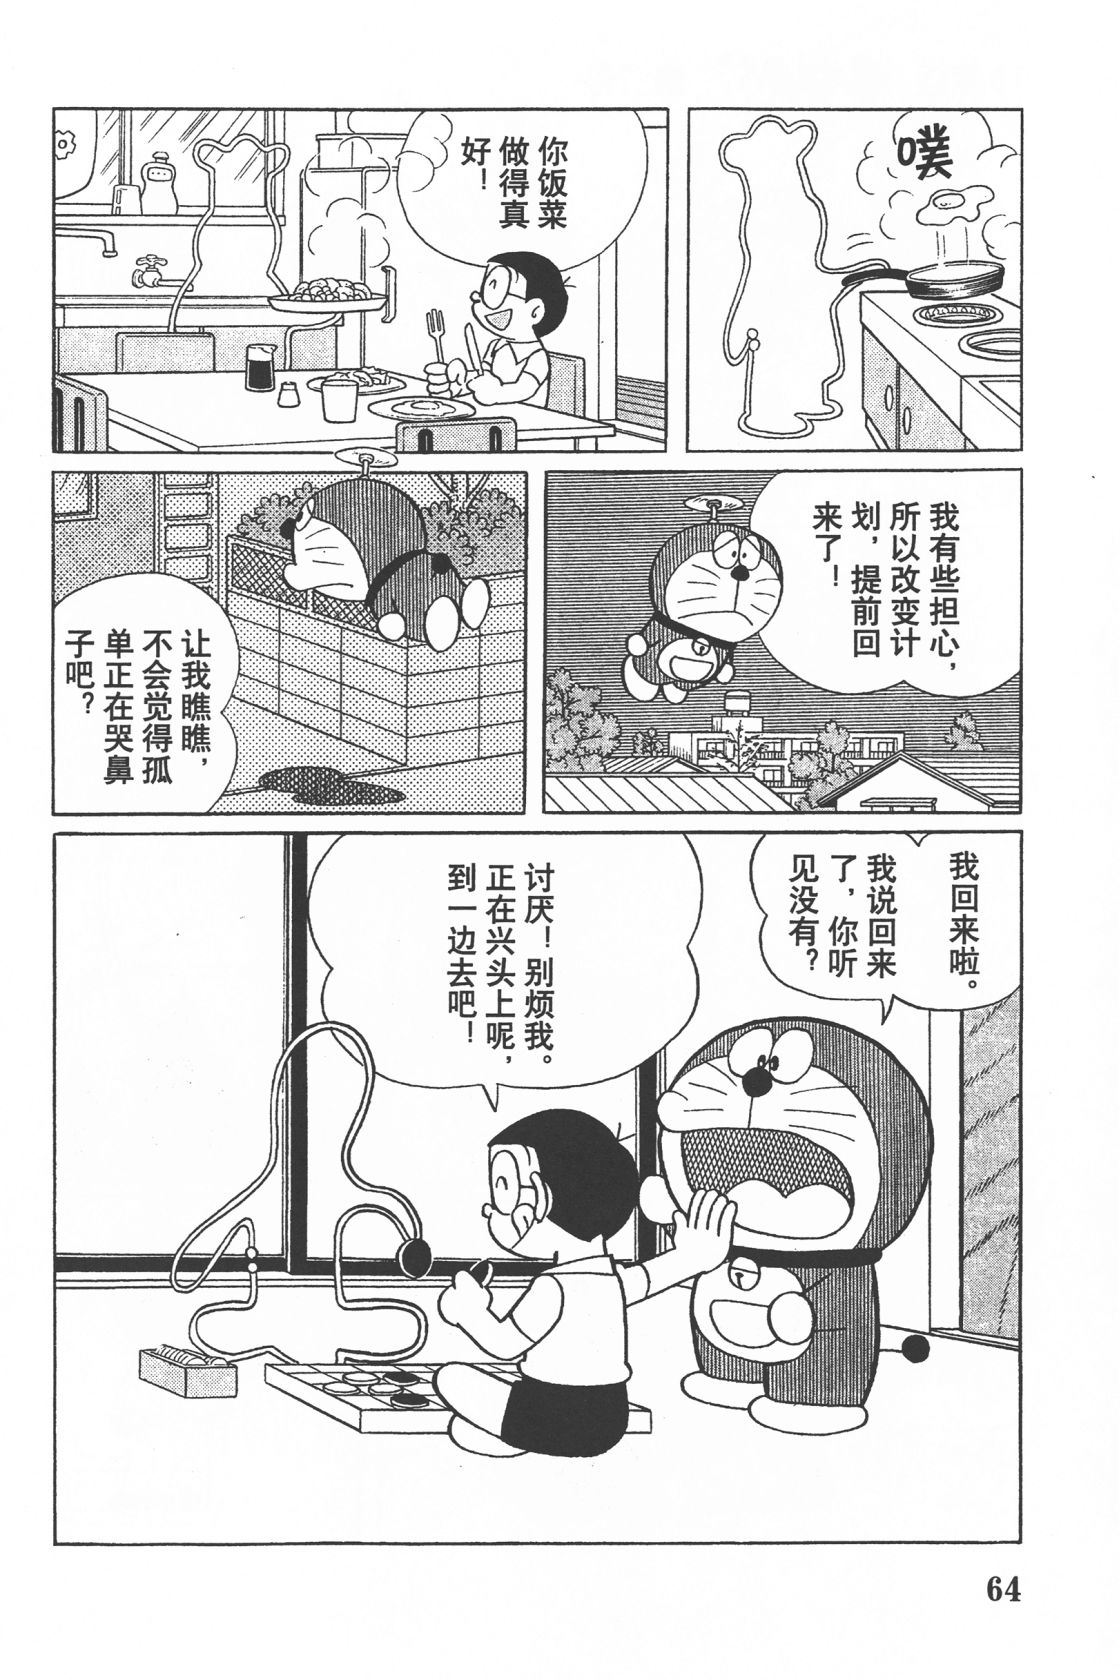 噗
你饭菜
做得真
好！
我有些担心，
所以改变计
划，提前回
来了！
让我瞧瞧，
不会觉得孤
单正在哭鼻
子吧？
我回来啦。
我说回来
了，你听
见没有？
讨厌！别烦我。
正在兴头上呢，
到一边去吧！
64